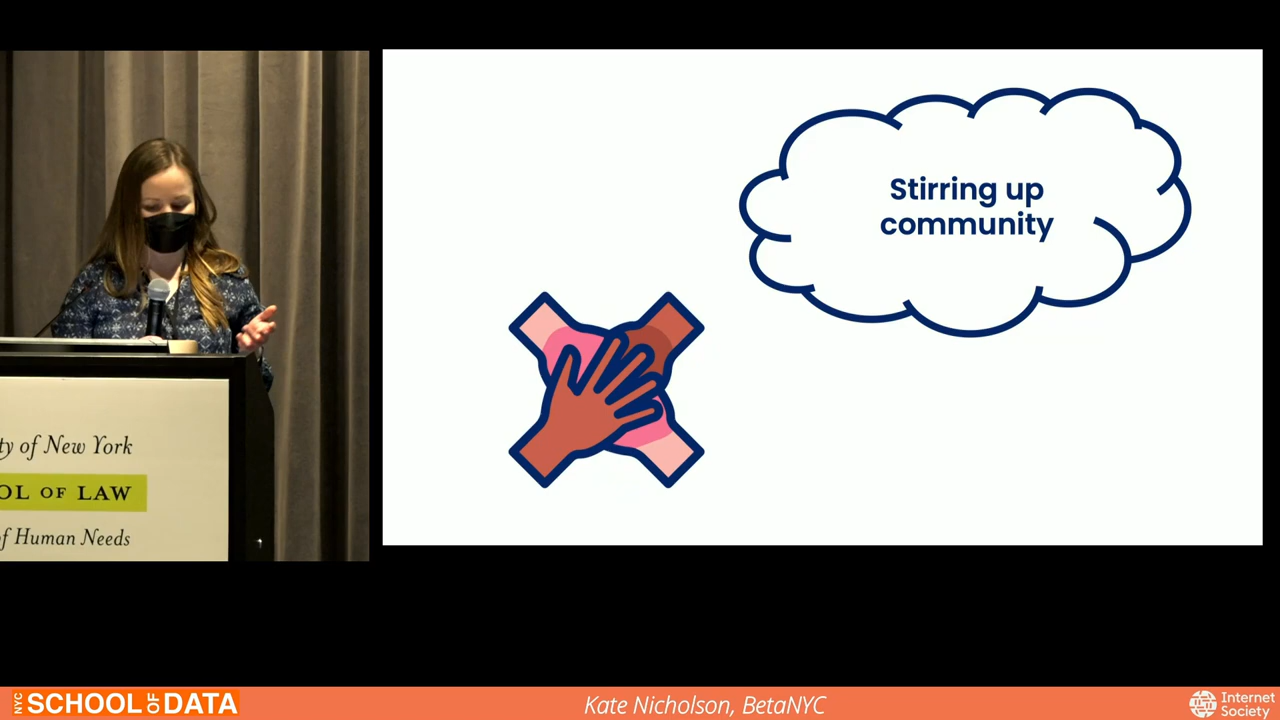 Stirring up
community
ty of New York
OL OF LAW
of Human Needs
NYC SCHOOL OF DATA
Kate Nicholson, BetaNYC
Internet
Society